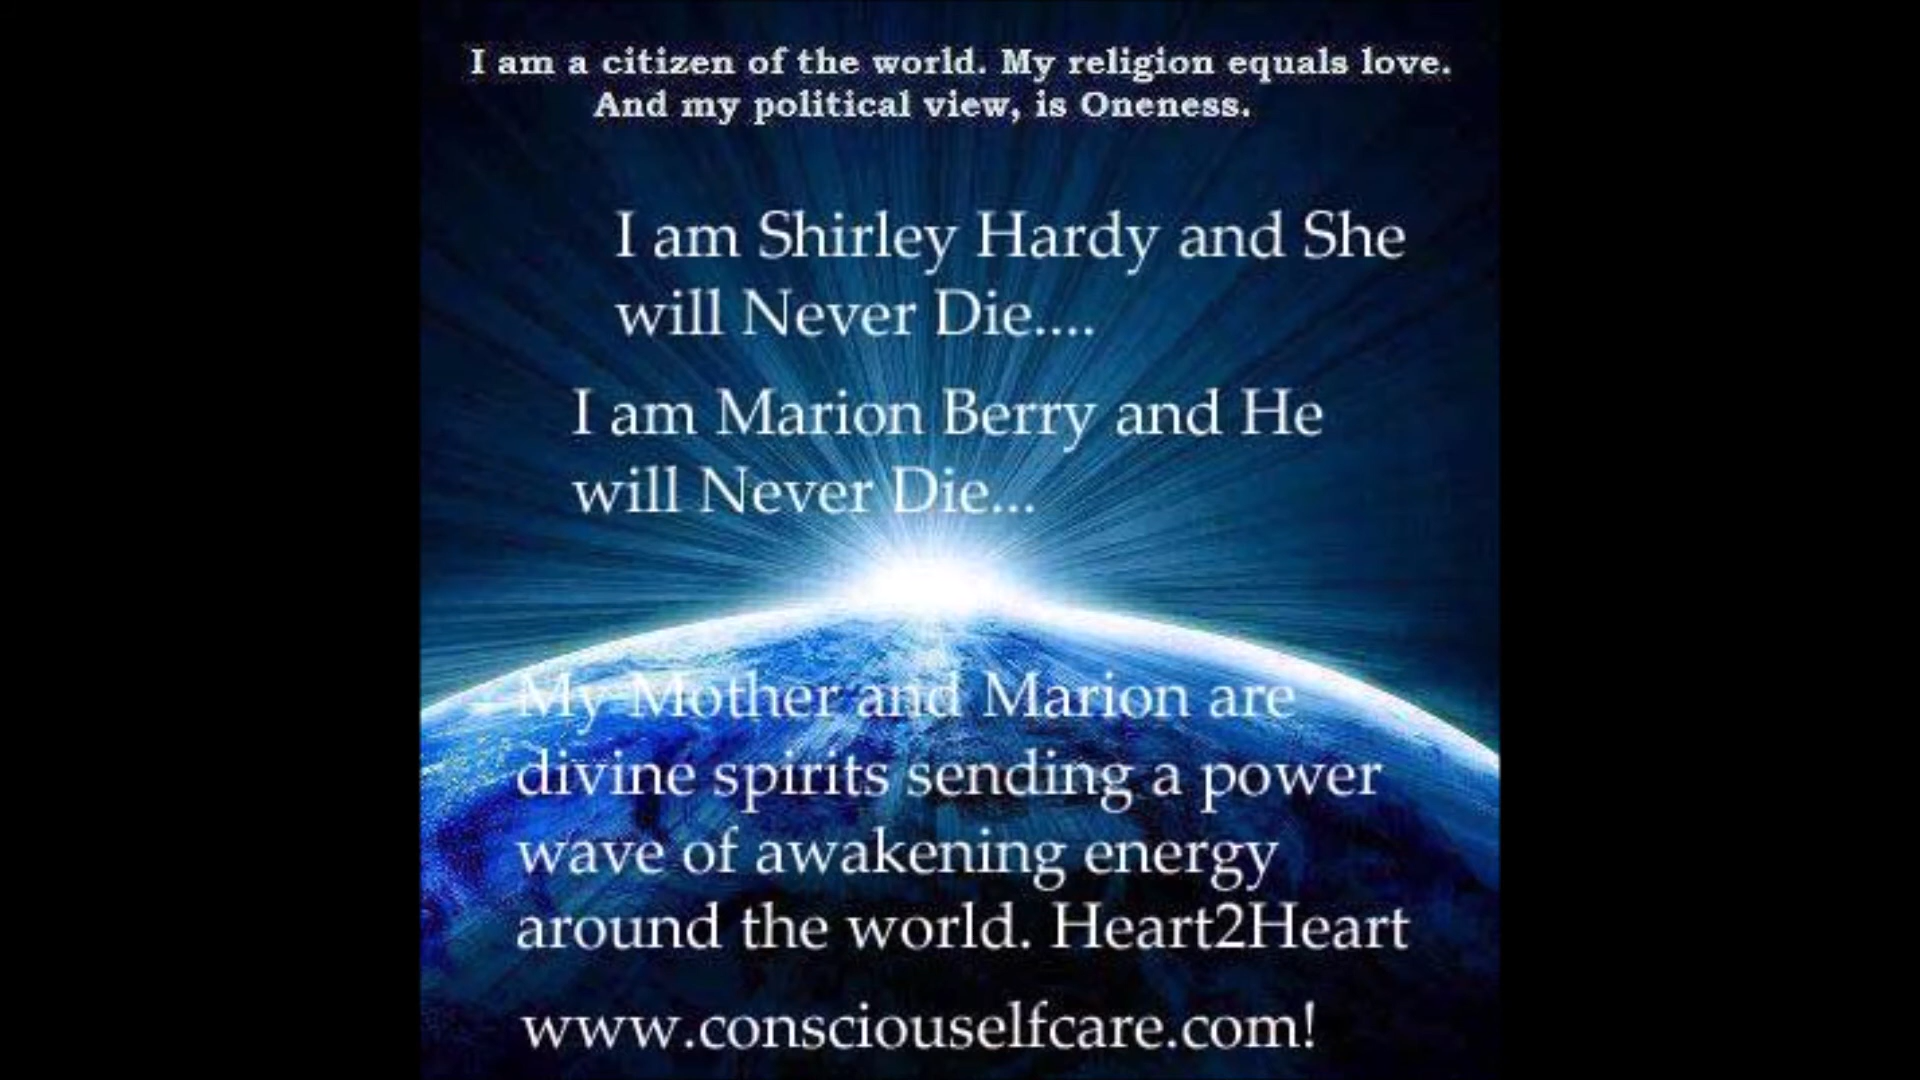 I am a citizen of the world. My religion equals love.
And my political view, is Oneness.
I am Shirley Hardy and She
will Never Die....
I am Marion Berry and He
will Never Die...
My Mother and Marion are
divine spirits sending a power
wave of awakening energy
around the world. Heart2Heart
www.consciouselfcare.com!